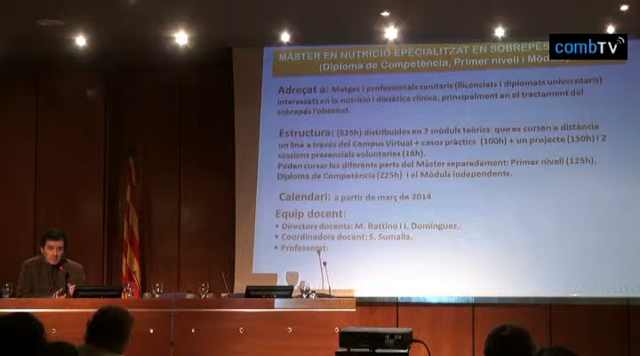 combTV
MÀSTER EN NUTRICIÓ EPECIALITZAT EN SOBREPES
(Diploma de Competència, Primer nivell i Mòduls)
Adreçat a: Metges i professionals sanitaris (llicenciats i diplomats universitaris)
interessats en la nutrició i dietètica clínica, principalment en el tractament del
sobrepès i l'obesitat.
Estructura: (625h) distribuïdes en 7 mòduls teòrics que es cursen a distància
on line a través del Campus Virtual + casos pràctics (100h) + un projecte (150h) i 2
sessions presencials voluntàries (16h).
Poden cursar les diferents parts del Màster separadament: Primer nivell (125h),
Diploma de Competència (225h) i el Mòduls independents.
Calendari: a partir de març de 2014
Equip docent:
• Directors docents: M. Battino i I. Domínguez.
• Coordinadora docent: S. Sumalla.
• Professorat: